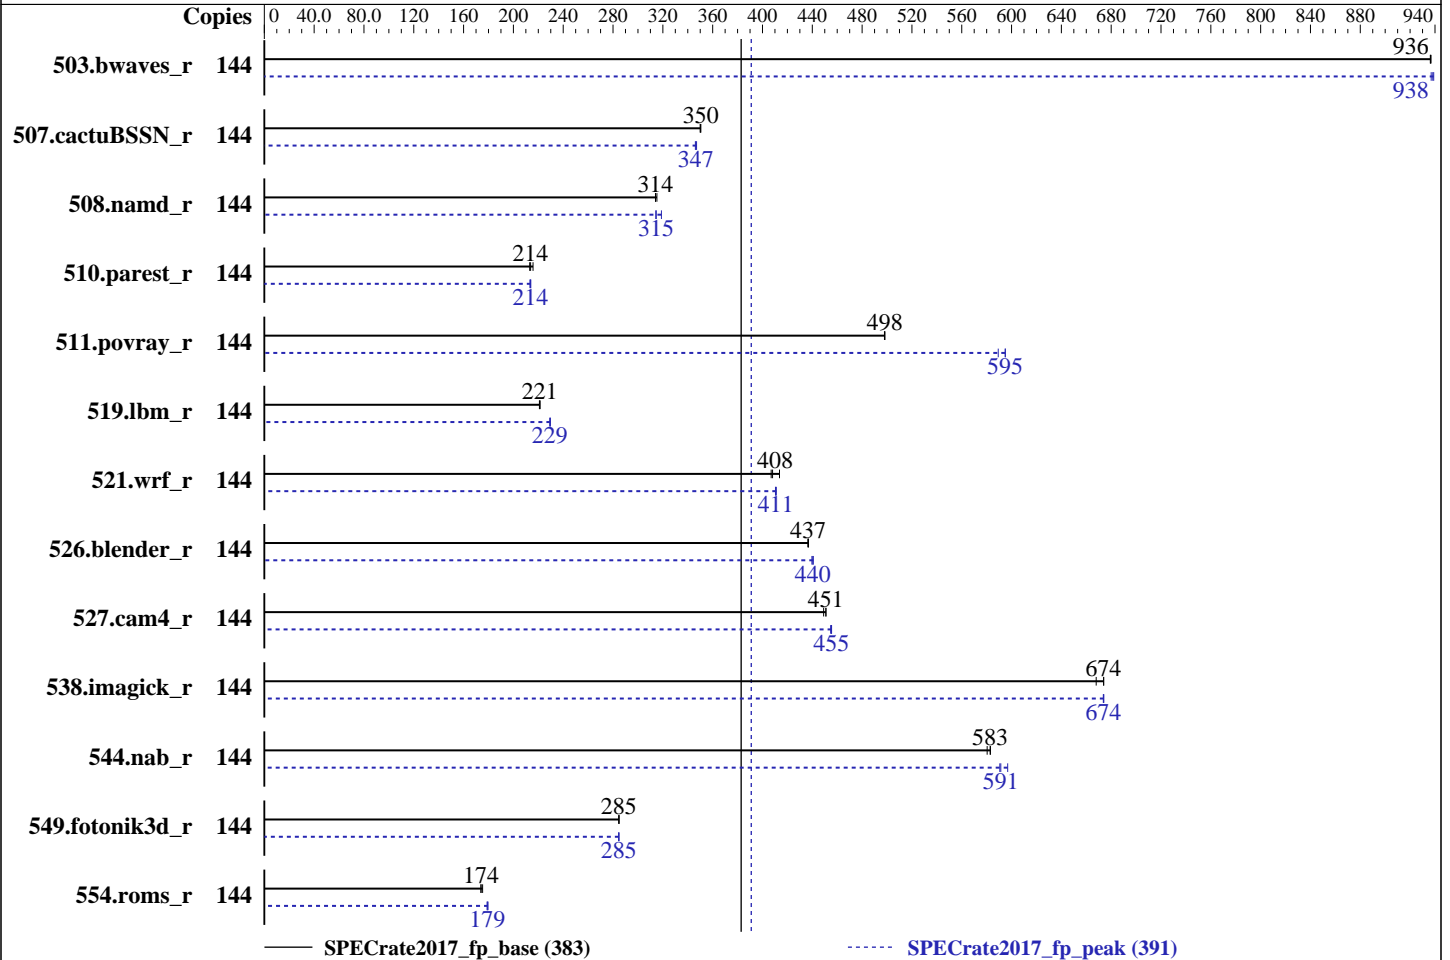 Copies 0 40.0 80.0 120 160 200 240 280 320 360 400 440 480 520 560 600 640 680 720 760 800 840 880 940
503.bwaves_r 144 936
938
507.cactuBSSN_r 144 350
347
508.namd_r 144 314
315
510.parest_r 144 214
214
511.povray_r 144 498
595
519.lbm_r 144 221
229
521.wrf_r 144 408
411
526.blender_r 144 437
440
527.cam4_r 144 451
455
538.imagick_r 144 674
674
544.nab_r 144 583
591
549.fotonik3d_r 144 285
285
554.roms_r 144 174
179
SPECrate2017_fp_base (383) SPECrate2017_fp_peak (391)